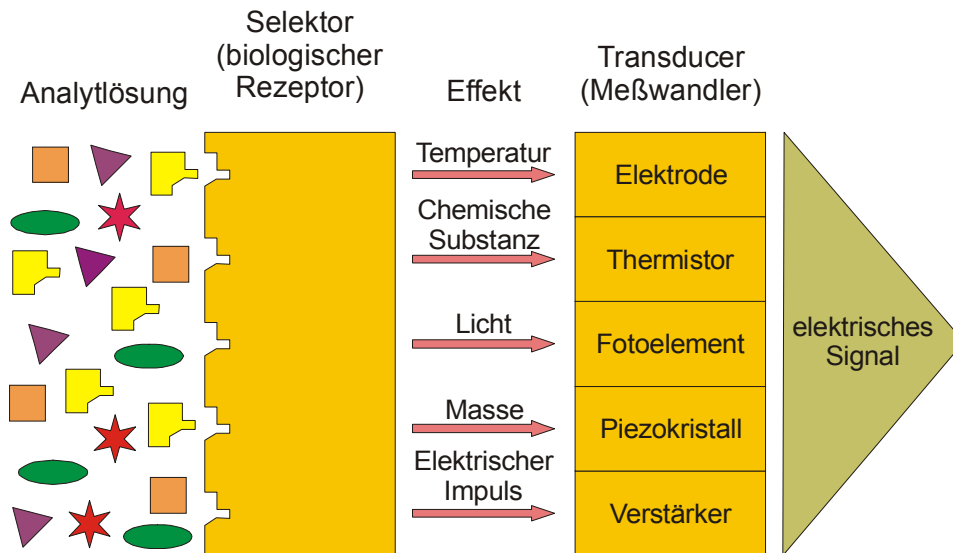 Analytlösung
Selektor
(biologischer
Rezeptor)
Effekt
Transducer
(Meßwandler)
Temperatur
Chemische
Substanz
Licht
Masse
Elektrischer
Impuls
Elektrode
Thermistor
Fotoelement
Piezokristall
Verstärker
elektrisches
Signal